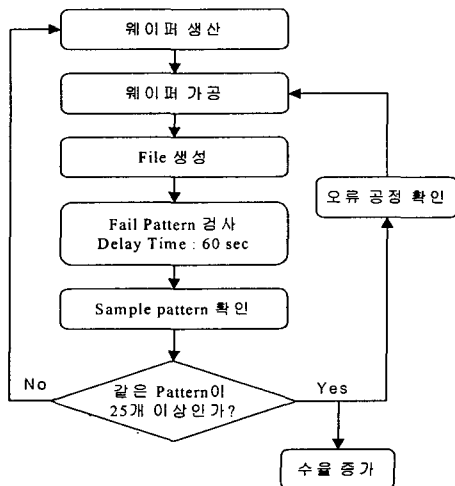 웨이퍼 생산
웨이퍼 가공
File 생성
오류 공정 확인
Fail Pattern 검사
Delay Time : 60 sec
Sample pattern 확인
No
같은 Pattern이
25개 이상인가?
Yes
수율 증가